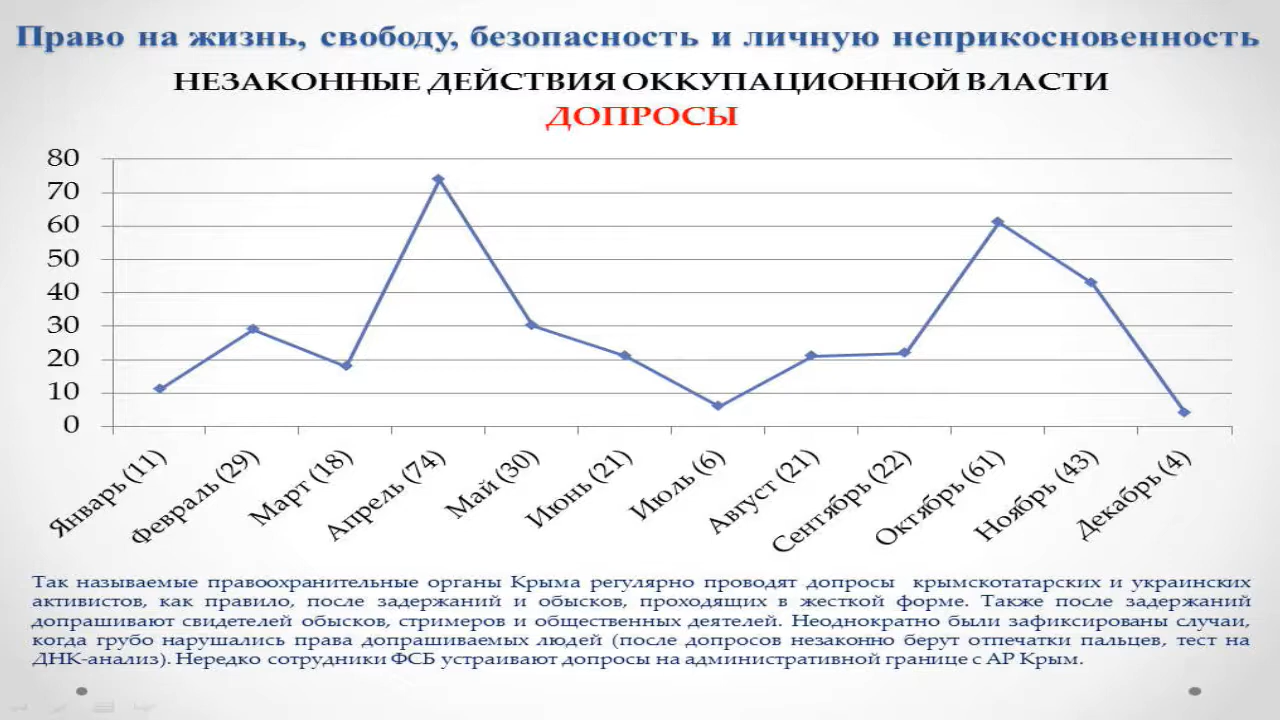 Право на жизнь, свободу, безопасность и личную неприкосновенность
НЕЗАКОННЫЕ ДЕЙСТВИЯ ОККУПАЦИОННОЙ ВЛАСТИ
ДОПРОСЫ
80
70
60
50
40
30
20
10
0
Январь (11)
Февраль (29)
Март (18)
Апрель (74)
Май (30)
Июнь (21)
Июль (6)
Август (21)
Сентябрь (22)
Октябрь (61)
Ноябрь (43)
Декабрь (4)
Так называемые правоохранительные органы Крыма регулярно проводят допросы крымскотатарских и украинских
активистов, как правило, после задержаний и обысков, проходящих в жесткой форме. Также после задержаний
допрашивают свидетелей обысков, стримеров и общественных деятелей. Неоднократно были зафиксированы случаи,
когда грубо нарушались права допрашиваемых людей (после допросов незаконно берут отпечатки пальцев, тест на
ДНК-анализ). Нередко сотрудники ФСБ устраивают допросы на административной границе с АР Крым.